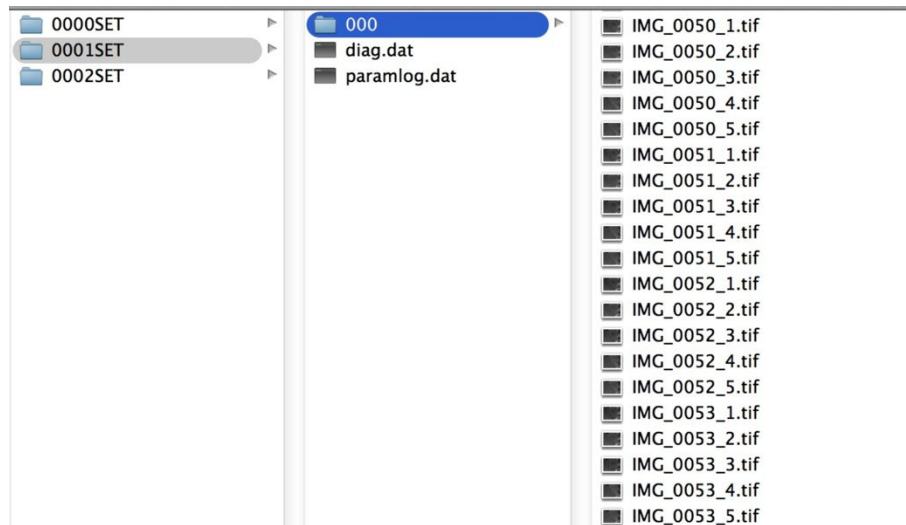 0000SET
0001SET
0002SET
000
diag.dat
paramlog.dat
IMG_0050_1.tif
IMG_0050_2.tif
IMG_0050_3.tif
IMG_0050_4.tif
IMG_0050_5.tif
IMG_0051_1.tif
IMG_0051_2.tif
IMG_0051_3.tif
IMG_0051_4.tif
IMG_0051_5.tif
IMG_0052_1.tif
IMG_0052_2.tif
IMG_0052_3.tif
IMG_0052_4.tif
IMG_0052_5.tif
IMG_0053_1.tif
IMG_0053_2.tif
IMG_0053_3.tif
IMG_0053_4.tif
IMG_0053_5.tif